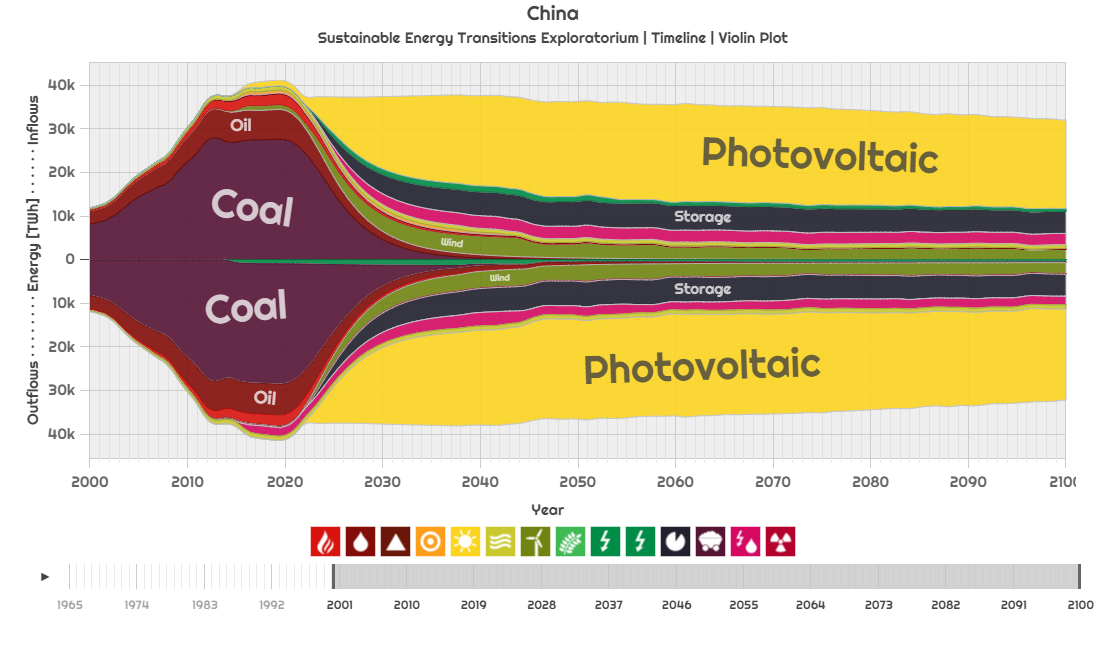 China
Sustainable Energy Transitions Exploratorium | Timeline | Violin Plot
Outflows · · · · · · Energy [TWh] · · · · · · Inflows
40k
30k
20k
10k
0
10k
20k
30k
40k
Oil
Coal
Photovoltaic
Storage
Wind
Wind
Coal
Storage
Photovoltaic
Oil
2000 2010 2020 2030 2040 2050 2060 2070 2080 2090 2100
Year
1965 1974 1983 1992 2001 2010 2019 2028 2037 2046 2055 2064 2073 2082 2091 2100